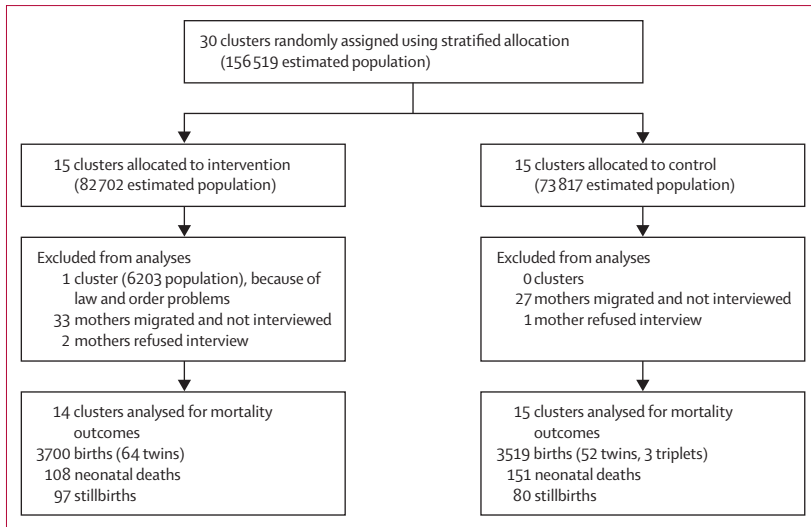 30 clusters randomly assigned using stratified allocation
(156 519 estimated population)
15 clusters allocated to intervention
(82 702 estimated population)
15 clusters allocated to control
(73 817 estimated population)
Excluded from analyses
1 cluster (6203 population), because of
law and order problems
33 mothers migrated and not interviewed
2 mothers refused interview
Excluded from analyses
0 clusters
27 mothers migrated and not interviewed
1 mother refused interview
14 clusters analysed for mortality
outcomes
3700 births (64 twins)
108 neonatal deaths
97 stillbirths
15 clusters analysed for mortality
outcomes
3519 births (52 twins, 3 triplets)
151 neonatal deaths
80 stillbirths